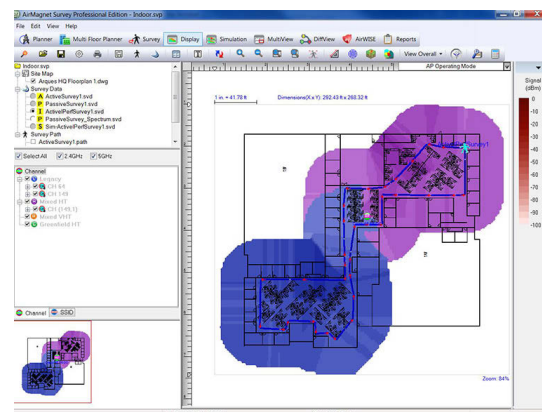 AirMagnet Survey Professional Edition - Indoor.svp
File Edit View Help
Planner Multi Floor Planner Survey Display Simulation MultiView DiffView AirWISE Reports
View Overall
Indoor.svp
Site Map
Arques HQ Floorplan 1.dwg
Survey Data
A ActiveSurvey1.svd
P PassiveSurvey1.svd
I ActivePerfSurvey1.svd
P PassiveSurvey_Spectrum.svd
S Sim-ActivePerfSurvey1.svd
Survey Path
ActiveSurvey1.path
Select All 2.4GHz 5GHz
Channel
Legacy
CH 64
CH 149
Mixed HT
CH (149,1)
Mixed VHT
Greenfield HT
Channel SSID
AP Operating Mode
1 in. = 41.78 ft
Dimensions(X x Y): 292.43 ft x 260.32 ft
Zoom: 84%
Signal
(dBm)
0
-10
-20
-30
-40
-50
-60
-70
-80
-90
-100